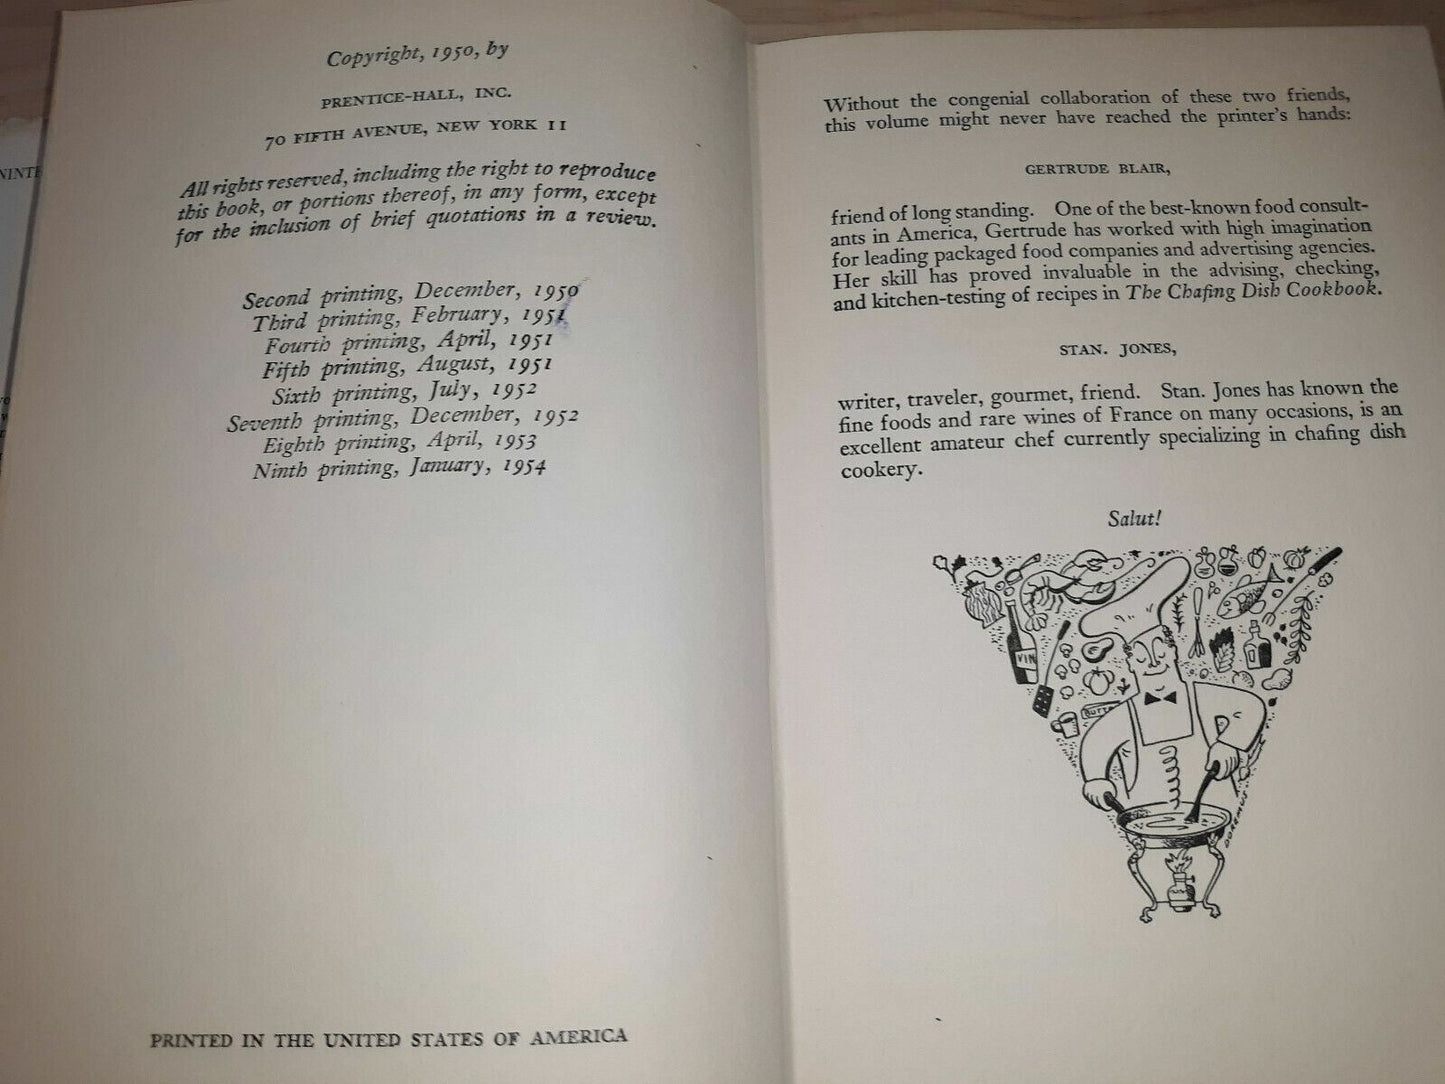 Copyright, 1950, by
PRENTICE-HALL, INC.
70 FIFTH AVENUE, NEW YORK 11
All rights reserved, including the right to reproduce
this book, or portions thereof, in any form, except
for the inclusion of brief quotations in a review.
Second printing, December, 1950
Third printing, February, 1951
Fourth printing, April, 1951
Fifth printing, August, 1951
Sixth printing, July, 1952
Seventh printing, December, 1952
Eighth printing, April, 1953
Ninth printing, January, 1954
PRINTED IN THE UNITED STATES OF AMERICA
Without the congenial collaboration of these two friends,
this volume might never have reached the printer's hands:
GERTRUDE BLAIR,
friend of long standing. One of the best-known food consult-
ants in America, Gertrude has worked with high imagination
for leading packaged food companies and advertising agencies.
Her skill has proved invaluable in the advising, checking,
and kitchen-testing of recipes in The Chafing Dish Cookbook.
STAN. JONES,
writer, traveler, gourmet, friend. Stan. Jones has known the
fine foods and rare wines of France on many occasions, is an
excellent amateur chef currently specializing in chafing dish
cookery.
Salut!
VIN
DOREMUS